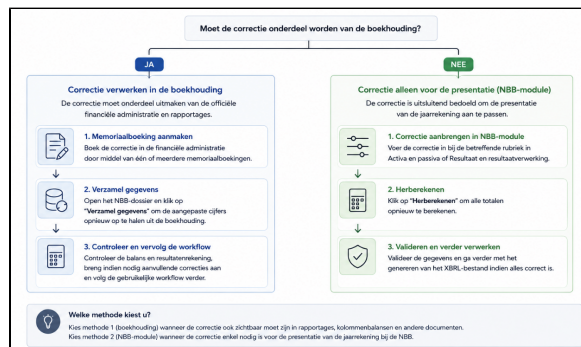 Moet de correctie onderdeel worden van de boekhouding?
JA
NEE
Correctie verwerken in de boekhouding
De correctie moet onderdeel uitmaken van de officiële
financiële administratie en rapportages.
1. Memoriaalboeking aanmaken
Boek de correctie in de financiële administratie
door middel van één of meerdere memoriaalboekingen.
2. Verzamel gegevens
Open het NBB-dossier en klik op
"Verzamel gegevens" om de aangepaste cijfers
opnieuw op te halen uit de boekhouding.
3. Controleer en vervolg de workflow
Controleer de balans en resultatenrekening,
breng indien nodig aanvullende correcties aan
en volg de gebruikelijke workflow verder.
Correctie alleen voor de presentatie (NBB-module)
De correctie is uitsluitend bedoeld om de presentatie
van de jaarrekening aan te passen.
1. Correctie aanbrengen in NBB-module
Voer de correctie in bij de betreffende rubriek in
Activa en passiva of Resultaat en resultaatverwerking.
2. Herberekenen
Klik op "Herberekenen" om alle totalen
opnieuw te berekenen.
3. Valideren en verder verwerken
Valideer de gegevens en ga verder met het
genereren van het XBRL-bestand indien alles correct is.
Welke methode kiest u?
Kies methode 1 (boekhouding) wanneer de correctie ook zichtbaar moet zijn in rapportages, kolommenbalansen en andere documenten.
Kies methode 2 (NBB-module) wanneer de correctie enkel nodig is voor de presentatie van de jaarrekening bij de NBB.